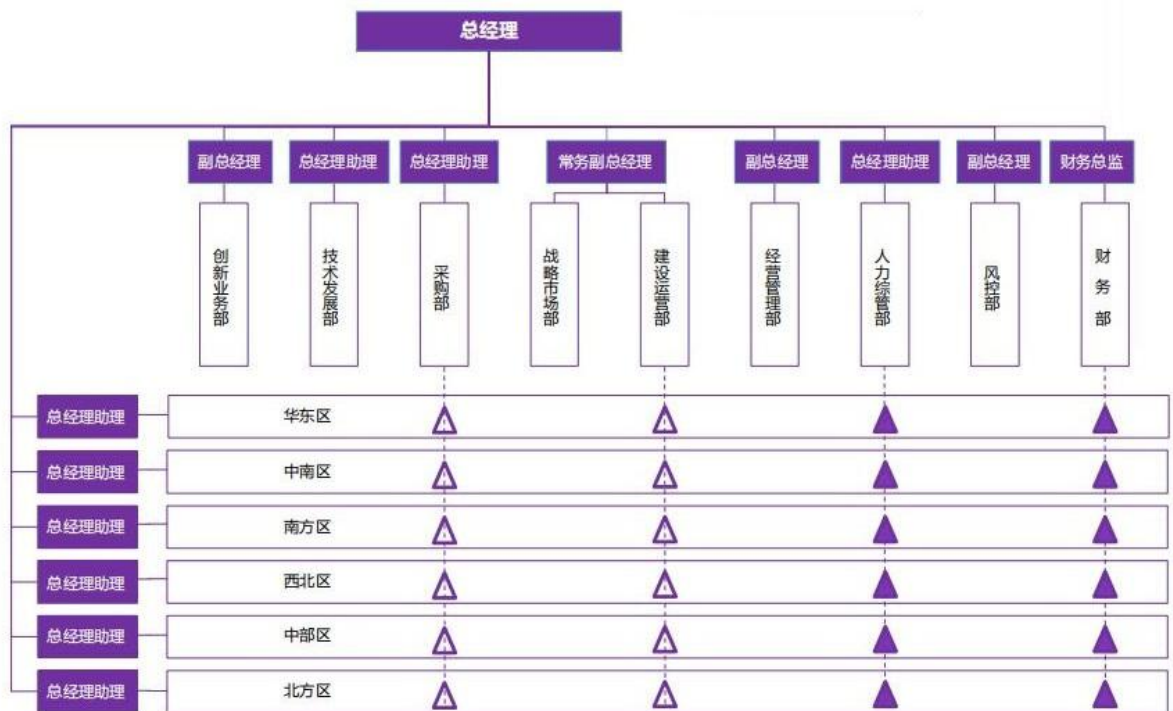 总经理
副总经理
总经理助理
总经理助理
常务副总经理
副总经理
总经理助理
副总经理
财务总监
创新业务部
技术发展部
采购部
战略市场部
建设运营部
经营管理部
人力综管部
风控部
财务部
总经理助理
华东区
总经理助理
中南区
总经理助理
南方区
总经理助理
西北区
总经理助理
中部区
总经理助理
北方区